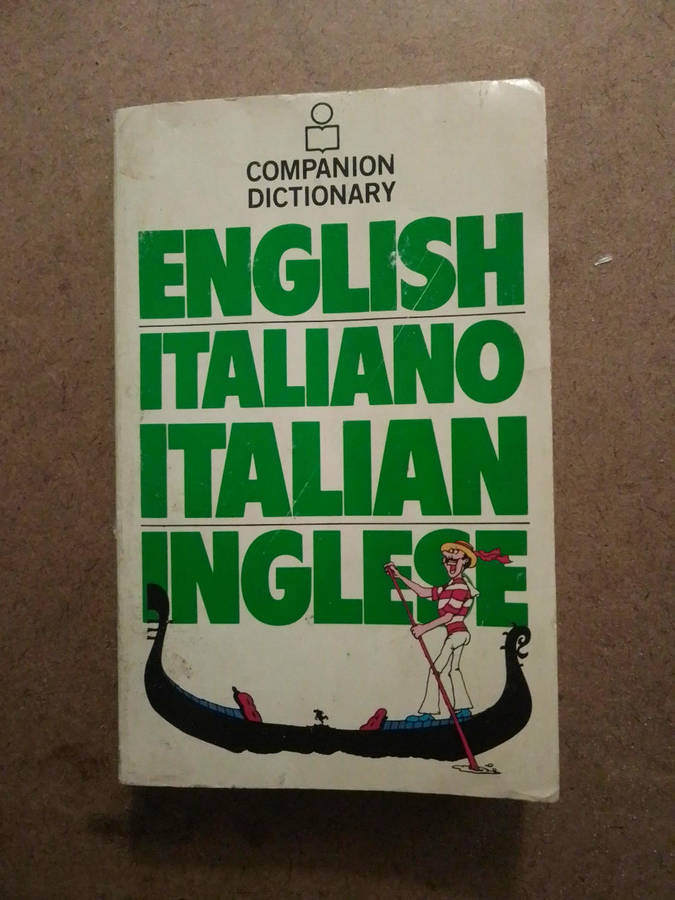 COMPANION
DICTIONARY
ENGLISH
ITALIANO
ITALIAN
INGLESE